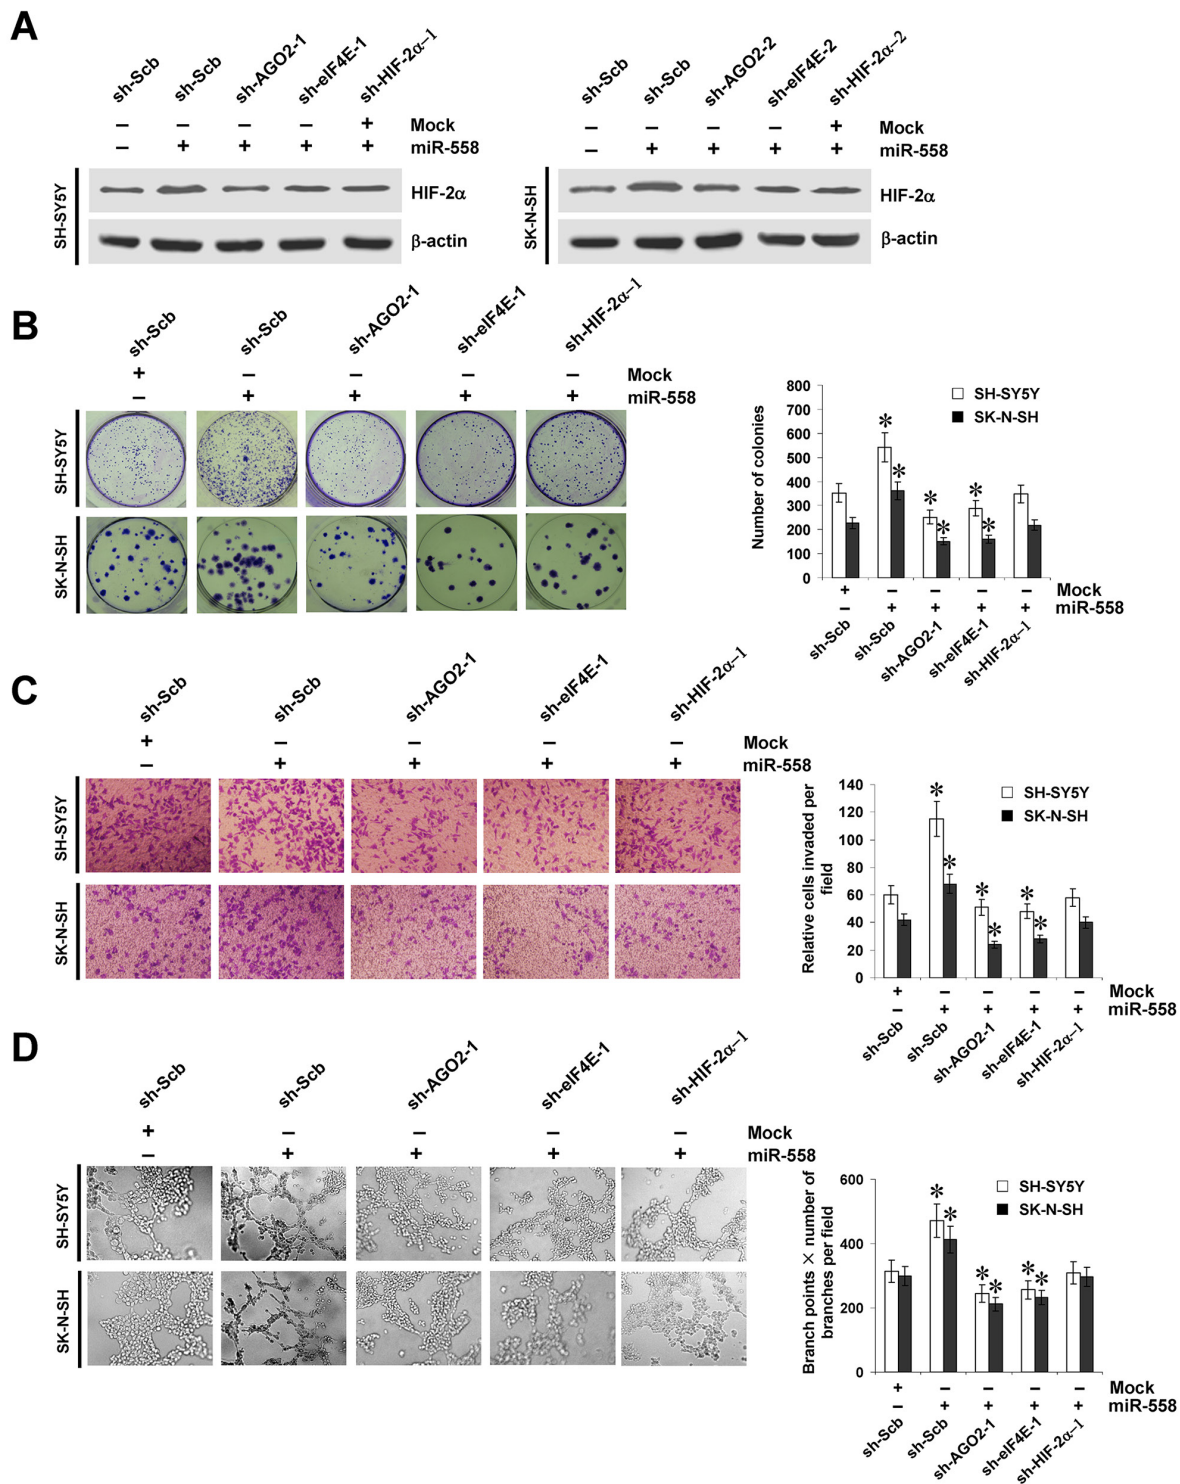 A
sh-Scb sh-Scb sh-AGO2-1 sh-eIF4E-1 sh-HIF-2α-1
– – – – + Mock
– + + + + miR-558
SH-SY5Y
HIF-2α
β-actin
sh-Scb sh-Scb sh-AGO2-2 sh-eIF4E-2 sh-HIF-2α-2
– – – – + Mock
– + + + + miR-558
SK-N-SH
HIF-2α
β-actin
B
sh-Scb sh-Scb sh-AGO2-1 sh-eIF4E-1 sh-HIF-2α-1
+ – – – – Mock
– + + + + miR-558
SH-SY5Y
SK-N-SH
Number of colonies
800
700
600
500
400
300
200
100
0
SH-SY5Y
SK-N-SH
* * * * * *
+ – – – – Mock
– + + + + miR-558
sh-Scb sh-Scb sh-AGO2-1 sh-eIF4E-1 sh-HIF-2α-1
C
sh-Scb sh-Scb sh-AGO2-1 sh-eIF4E-1 sh-HIF-2α-1
+ – – – – Mock
– + + + + miR-558
SH-SY5Y
SK-N-SH
Relative cells invaded per
field
140
120
100
80
60
40
20
0
SH-SY5Y
SK-N-SH
* * * * * *
+ – – – – Mock
– + + + + miR-558
sh-Scb sh-Scb sh-AGO2-1 sh-eIF4E-1 sh-HIF-2α-1
D
sh-Scb sh-Scb sh-AGO2-1 sh-eIF4E-1 sh-HIF-2α-1
+ – – – – Mock
– + + + + miR-558
SH-SY5Y
SK-N-SH
Branch points × number of
branches per field
600
400
200
0
SH-SY5Y
SK-N-SH
* * * * * *
+ – – – – Mock
– + + + + miR-558
sh-Scb sh-Scb sh-AGO2-1 sh-eIF4E-1 sh-HIF-2α-1